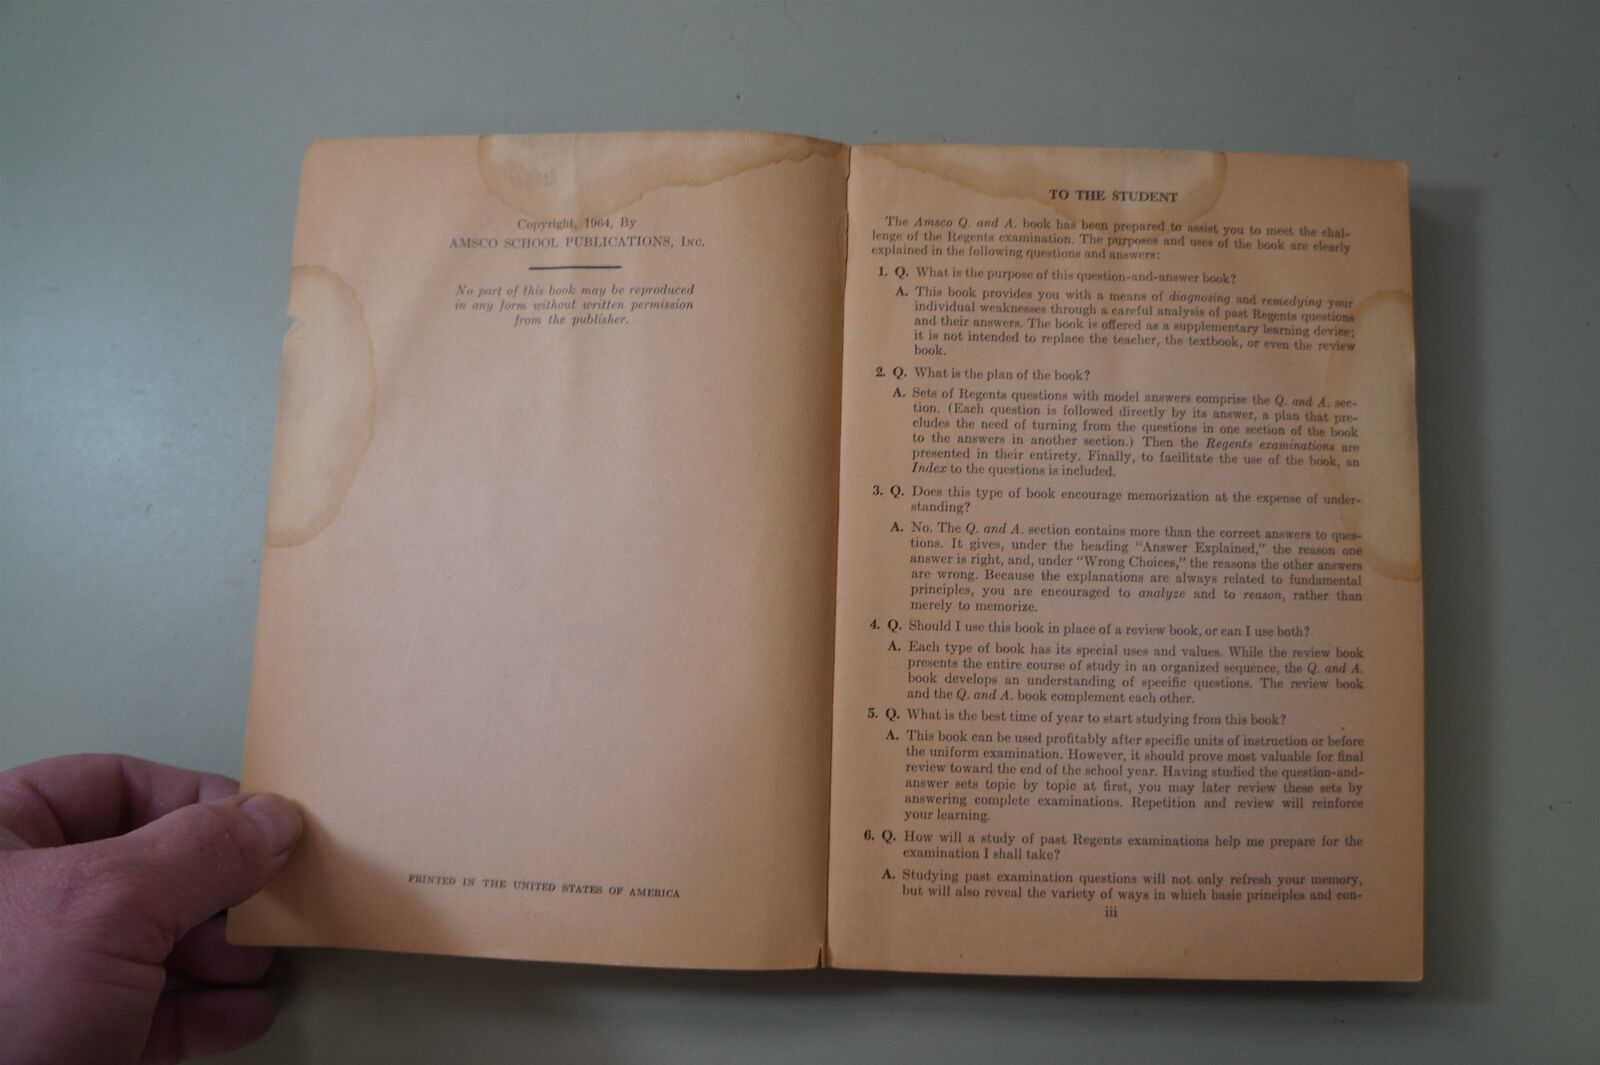 Copyright, 1964, By
AMSCO SCHOOL PUBLICATIONS, Inc.
No part of this book may be reproduced
in any form without written permission
from the publisher.
PRINTED IN THE UNITED STATES OF AMERICA
TO THE STUDENT
The Amsco Q. and A. book has been prepared to assist you to meet the chal-
lenge of the Regents examination. The purposes and uses of the book are clearly
explained in the following questions and answers:
1. Q. What is the purpose of this question-and-answer book?
A. This book provides you with a means of diagnosing and remedying your
individual weaknesses through a careful analysis of past Regents questions
and their answers. The book is offered as a supplementary learning device;
it is not intended to replace the teacher, the textbook, or even the review
book.
2. Q. What is the plan of the book?
A. Sets of Regents questions with model answers comprise the Q. and A. sec-
tion. (Each question is followed directly by its answer, a plan that pre-
cludes the need of turning from the questions in one section of the book
to the answers in another section.) Then the Regents examinations are
presented in their entirety. Finally, to facilitate the use of the book, an
Index to the questions is included.
3. Q. Does this type of book encourage memorization at the expense of under-
standing?
A. No. The Q. and A. section contains more than the correct answers to ques-
tions. It gives, under the heading "Answer Explained," the reason one
answer is right, and, under "Wrong Choices," the reasons the other answers
are wrong. Because the explanations are always related to fundamental
principles, you are encouraged to analyze and to reason, rather than
merely to memorize.
4. Q. Should I use this book in place of a review book, or can I use both?
A. Each type of book has its special uses and values. While the review book
presents the entire course of study in an organized sequence, the Q. and A.
book develops an understanding of specific questions. The review book
and the Q. and A. book complement each other.
5. Q. What is the best time of year to start studying from this book?
A. This book can be used profitably after specific units of instruction or before
the uniform examination. However, it should prove most valuable for final
review toward the end of the school year. Having studied the question-and-
answer sets topic by topic at first, you may later review these sets by
answering complete examinations. Repetition and review will reinforce
your learning.
6. Q. How will a study of past Regents examinations help me prepare for the
examination I shall take?
A. Studying past examination questions will not only refresh your memory,
but will also reveal the variety of ways in which basic principles and con-
iii